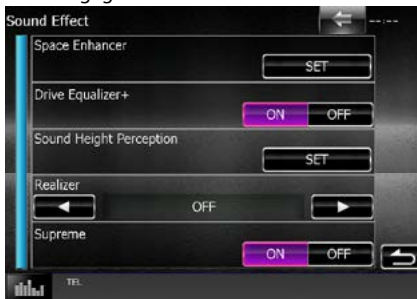 Sound Effect --:--
Space Enhancer
SET
Drive Equalizer+
ON OFF
Sound Height Perception
SET
Realizer
OFF
Supreme
ON OFF
TEL